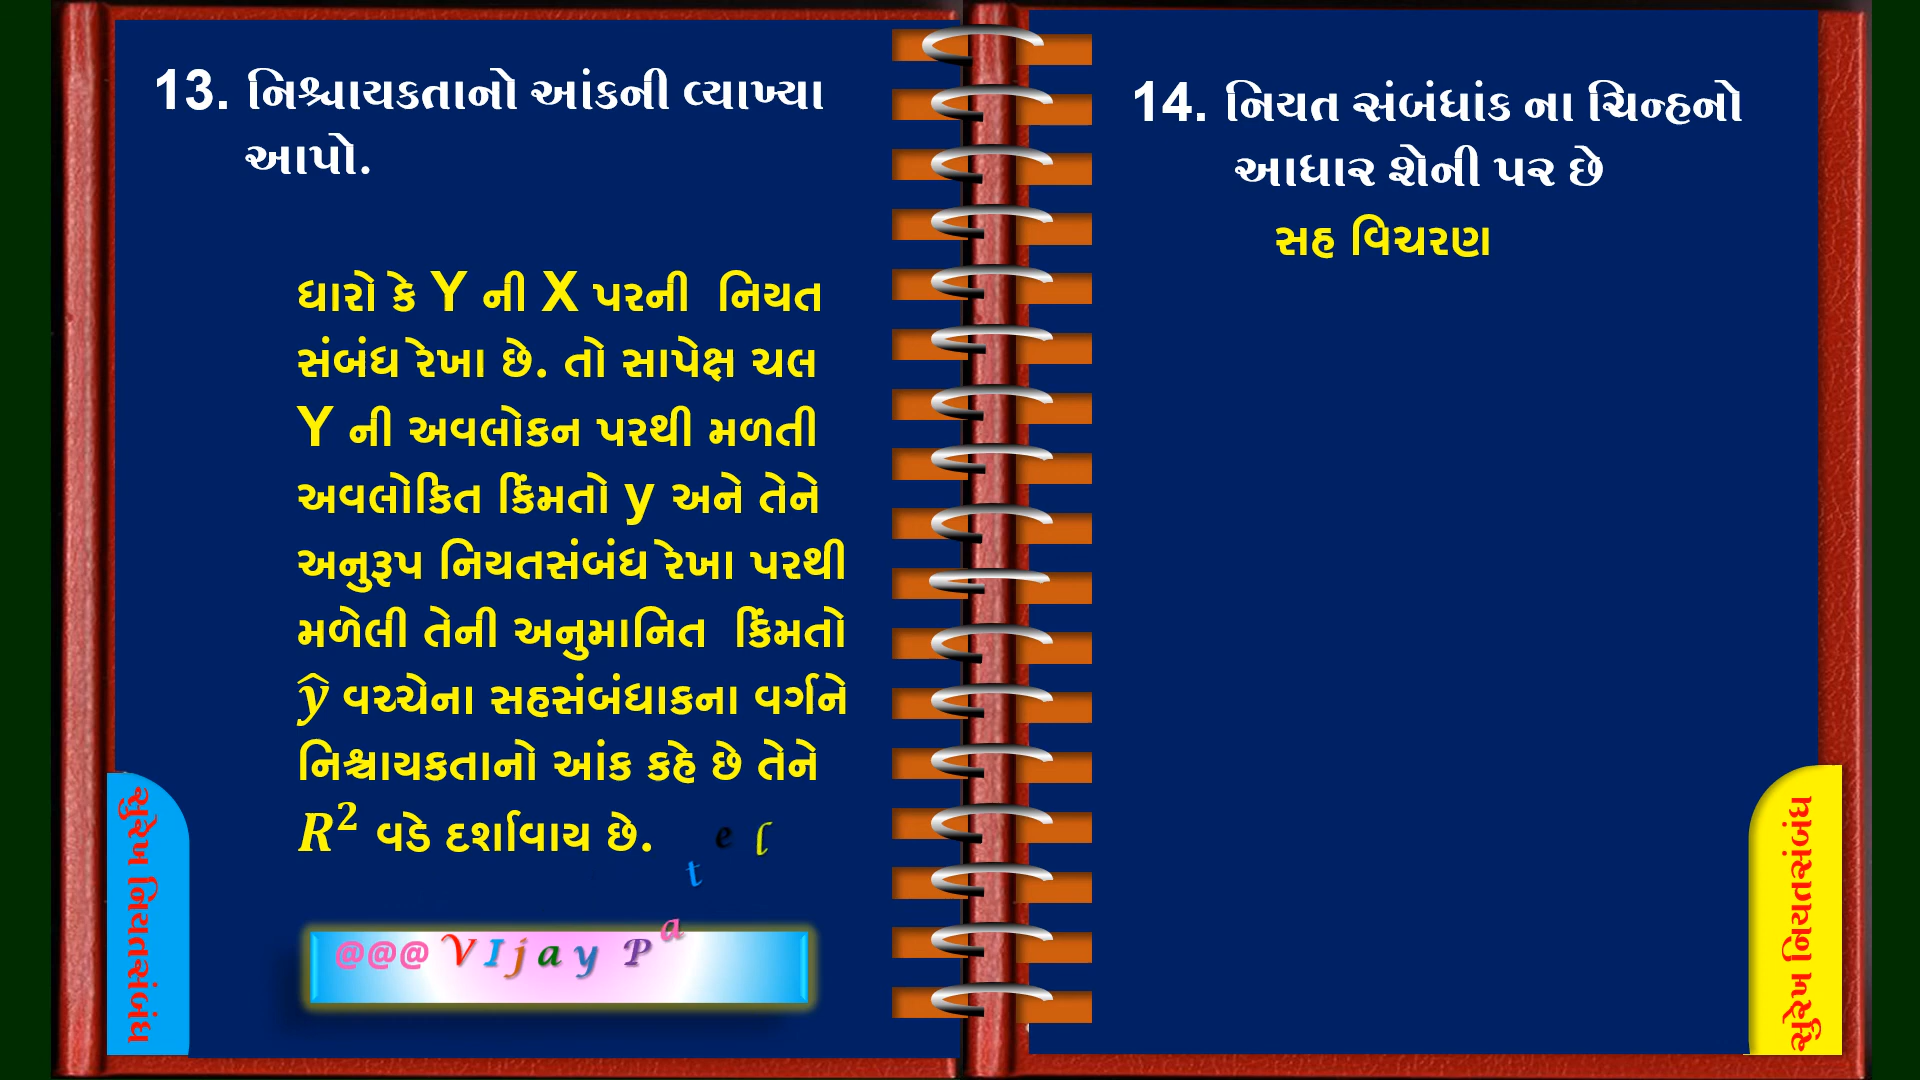 13. નિશ્ચાયકતાનો આંકની વ્યાખ્યા
આપો.
ધારો કે Y ની X પરની નિયત
સંબંધ રેખા છે. તો સાપેક્ષ ચલ
Y ની અવલોકન પરથી મળતી
અવલોકિત કિંમતો y અને તેને
અનુરૂપ નિયતસંબંધ રેખા પરથી
મળેલી તેની અનુમાનિત કિંમતો
ŷ વચ્ચેના સહસંબંધાકના વર્ગને
નિશ્ચાયકતાનો આંક કહે છે તેને
R² વડે દર્શાવાય છે.
@@@ VIjay Patel
સુરેખ નિયતસંબંધ
14. નિયત સંબંધાંક ના ચિન્હનો
આધાર શેની પર છે
સહ વિચરણ
સુરેખ નિયતસંબંધ